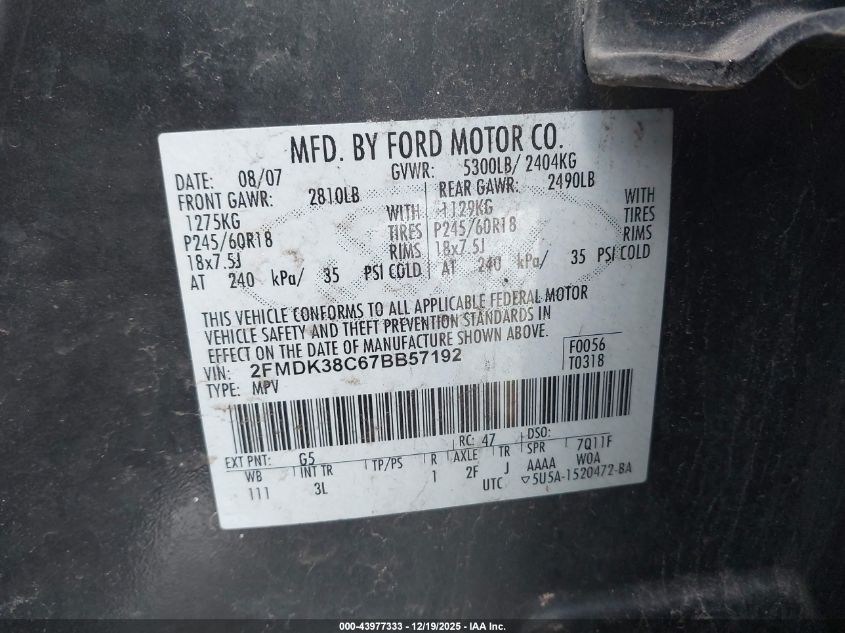 MFD. BY FORD MOTOR CO.
DATE: 08/07 GVWR: 5300LB/ 2404KG
FRONT GAWR: 2810LB REAR GAWR: 2490LB
1275KG WITH 1129KG WITH
P245/60R18 TIRES P245/60R18 TIRES
18x7.5J RIMS 18x7.5J RIMS
AT 240 kPa/ 35 PSI COLD AT 240 kPa/ 35 PSI COLD
THIS VEHICLE CONFORMS TO ALL APPLICABLE FEDERAL MOTOR
VEHICLE SAFETY AND THEFT PREVENTION STANDARDS IN
EFFECT ON THE DATE OF MANUFACTURE SHOWN ABOVE.
VIN: 2FMDK38C67BB57192 F0056
TYPE: MPV T0318
EXT PNT: G5 RC: 47 DSO:
WB INT TR TP/PS R AXLE TR SPR 7Q11F
111 3L 1 2F J AAAA W0A
UTC ▽5U5A-1520472-BA
000-43977333 - 12/19/2025 - IAA Inc.